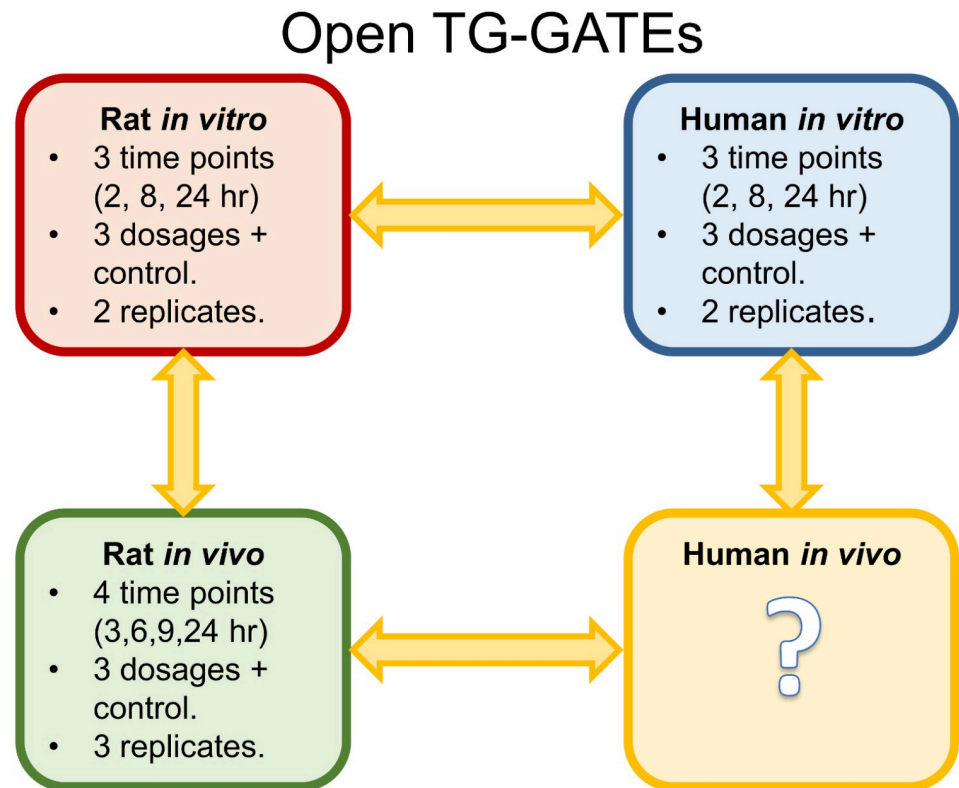 Open TG-GATEs
Rat in vitro
• 3 time points
(2, 8, 24 hr)
• 3 dosages +
control.
• 2 replicates.
Human in vitro
• 3 time points
(2, 8, 24 hr)
• 3 dosages +
control.
• 2 replicates.
Rat in vivo
• 4 time points
(3,6,9,24 hr)
• 3 dosages +
control.
• 3 replicates.
Human in vivo
?